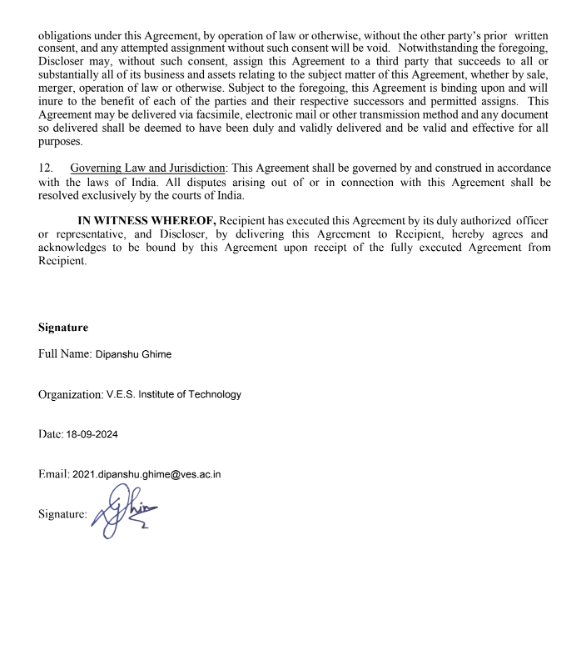 obligations under this Agreement, by operation of law or otherwise, without the other party's prior written
consent, and any attempted assignment without such consent will be void. Notwithstanding the foregoing,
Discloser may, without such consent, assign this Agreement to a third party that succeeds to all or
substantially all of its business and assets relating to the subject matter of this Agreement, whether by sale,
merger, operation of law or otherwise. Subject to the foregoing, this Agreement is binding upon and will
inure to the benefit of each of the parties and their respective successors and permitted assigns. This
Agreement may be delivered via facsimile, electronic mail or other transmission method and any document
so delivered shall be deemed to have been duly and validly delivered and be valid and effective for all
purposes.
12. Governing Law and Jurisdiction: This Agreement shall be governed by and construed in accordance
with the laws of India. All disputes arising out of or in connection with this Agreement shall be
resolved exclusively by the courts of India.
IN WITNESS WHEREOF, Recipient has executed this Agreement by its duly authorized officer
or representative, and Discloser, by delivering this Agreement to Recipient, hereby agrees and
acknowledges to be bound by this Agreement upon receipt of the fully executed Agreement from
Recipient.
Signature
Full Name: Dipanshu Ghime
Organization: V.E.S. Institute of Technology
Date: 18-09-2024
Email: 2021.dipanshu.ghime@ves.ac.in
Signature: